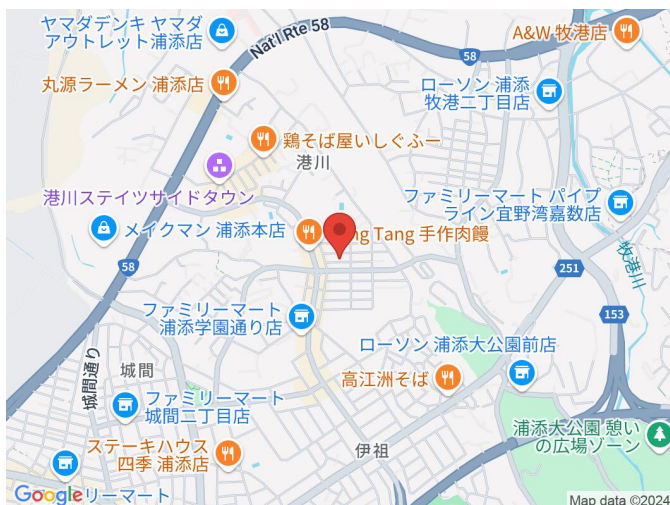 ヤマダデンキ ヤマダ
アウトレット浦添店
Nat'l Rte 58
A&W 牧港店
58
丸源ラーメン 浦添店
ローソン 浦添
牧港二丁目店
鶏そば屋いしぐふー
港川
港川ステイツサイドタウン
ファミリーマート パイプ
ライン宜野湾嘉数店
メイクマン 浦添本店
ng Tang 手作肉饅
牧港川
58
251
ファミリーマート
浦添学園通り店
153
城間通り
城間
ローソン 浦添大公園前店
ファミリーマート
城間二丁目店
高江洲そば
浦添大公園 憩い
の広場ゾーン
ステーキハウス
四季 浦添店
伊祖
Google
リーマート
Map data ©2024